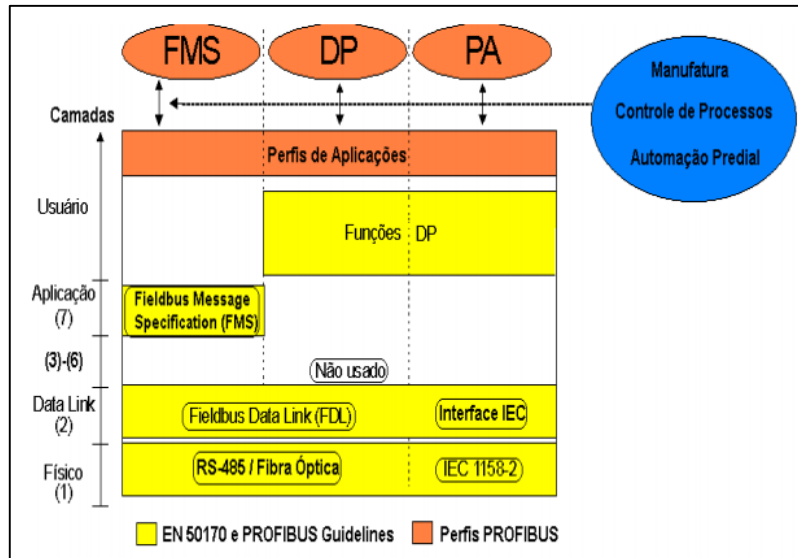 FMS
DP
PA
Manufatura
Controle de Processos
Automação Predial
Camadas
Perfis de Aplicações
Usuário
Funções DP
Aplicação
(7)
Fieldbus Message
Specification (FMS)
(3)-(6)
Não usado
Data Link
(2)
Fieldbus Data Link (FDL)
Interface IEC
Físico
(1)
RS-485 / Fibra Óptica
IEC 1158-2
EN 50170 e PROFIBUS Guidelines
Perfis PROFIBUS